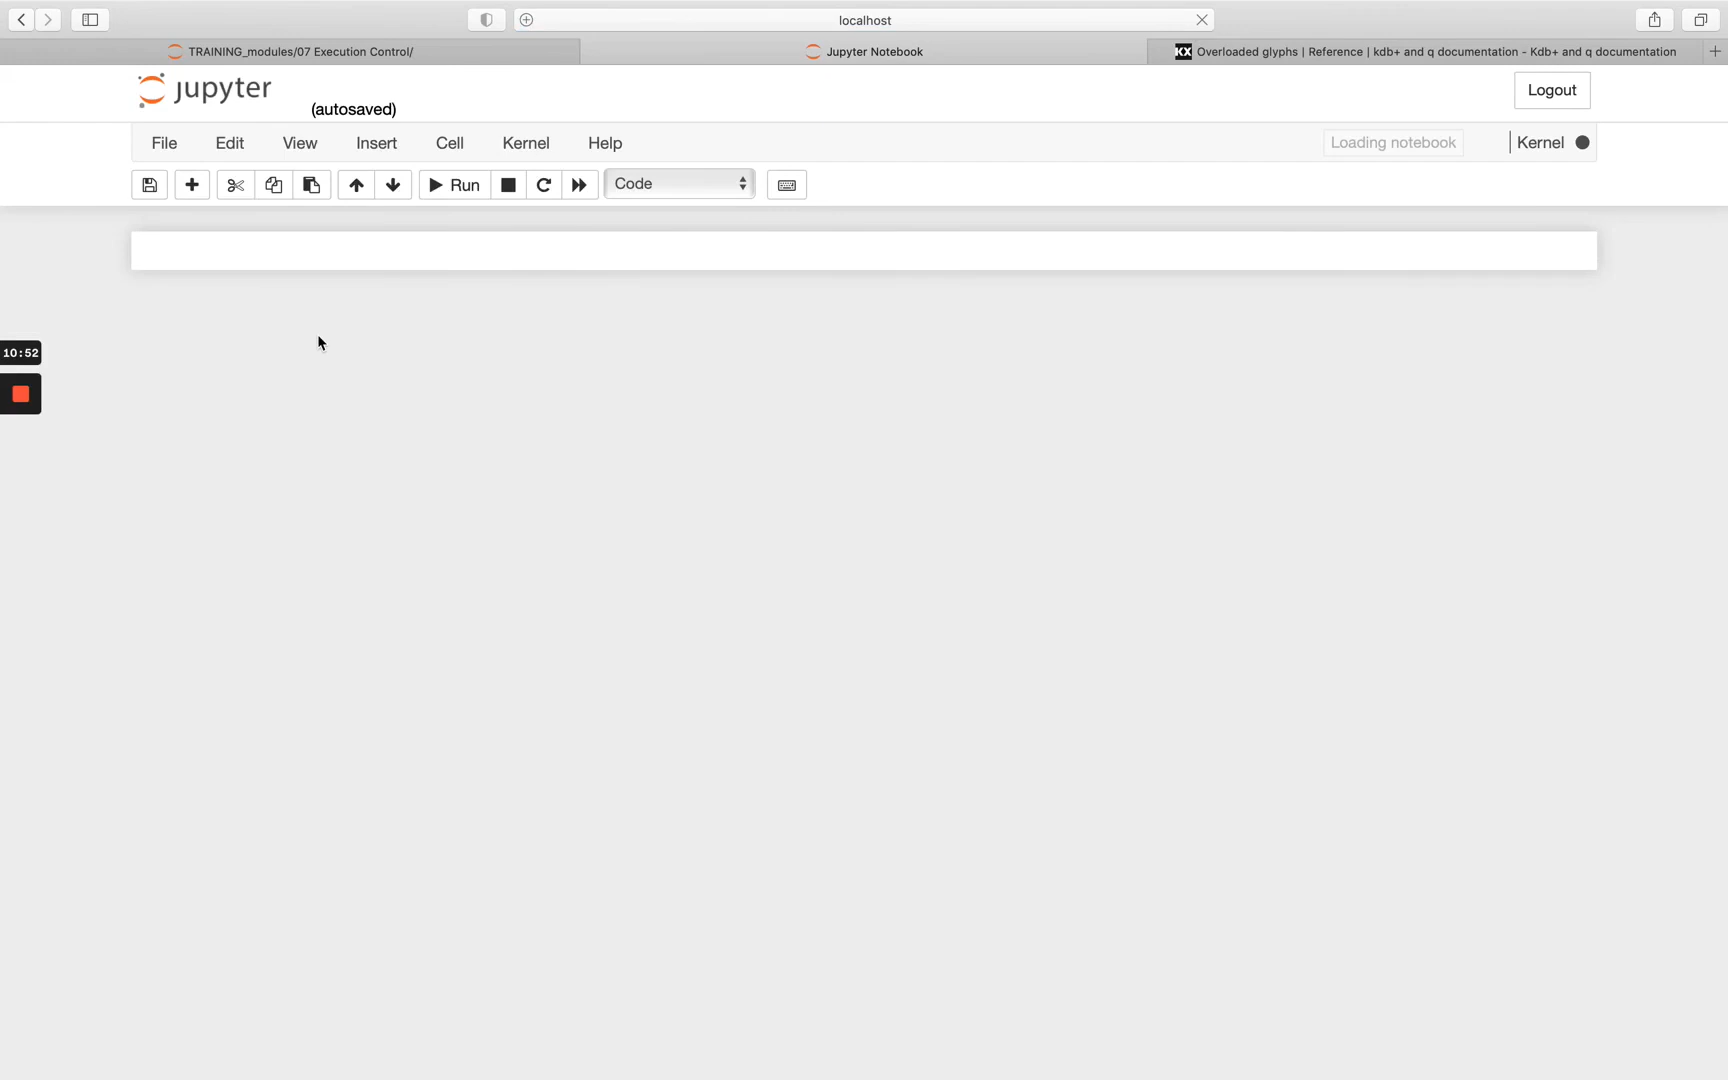 localhost
TRAINING_modules/07 Execution Control/
Jupyter Notebook
KX Overloaded glyphs | Reference | kdb+ and q documentation - Kdb+ and q documentation
jupyter
(autosaved)
Logout
File Edit View Insert Cell Kernel Help
Loading notebook
Kernel
Run
Code
10:52